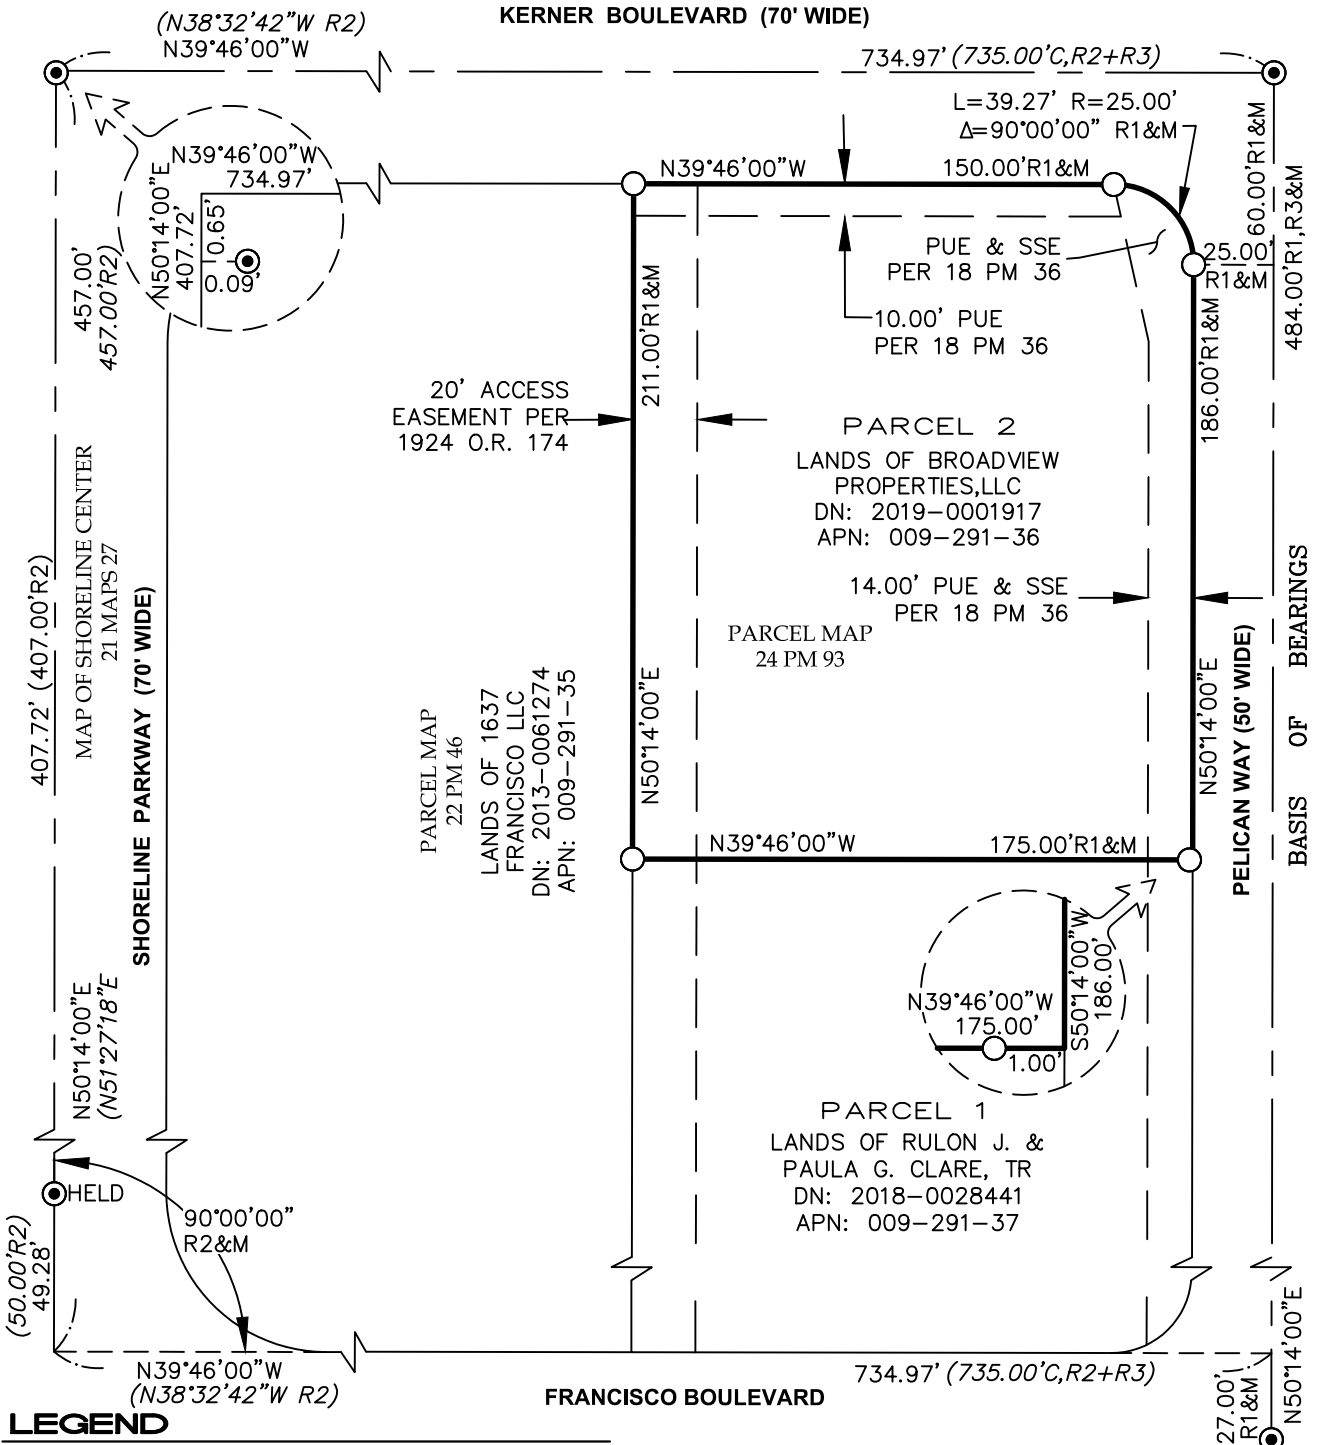 KERNER BOULEVARD (70' WIDE)
(N38°32'42"W R2)
N39°46'00"W
734.97' (735.00'C,R2+R3)
L=39.27' R=25.00'
Δ=90°00'00" R1&M
60.00'R1&M
484.00'R1,R3&M
N39°46'00"W
734.97'
N50°14'00"E
407.72'
0.65'
0.09'
457.00'
457.00'R2)
N39°46'00"W
150.00'R1&M
PUE & SSE
PER 18 PM 36
25.00'
R1&M
10.00' PUE
PER 18 PM 36
211.00'R1&M
186.00'R1&M
20' ACCESS
EASEMENT PER
1924 O.R. 174
PARCEL 2
LANDS OF BROADVIEW
PROPERTIES,LLC
DN: 2019-0001917
APN: 009-291-36
14.00' PUE & SSE
PER 18 PM 36
PARCEL MAP
24 PM 93
407.72' (407.00'R2)
MAP OF SHORELINE CENTER
21 MAPS 27
SHORELINE PARKWAY (70' WIDE)
PARCEL MAP
22 PM 46
LANDS OF 1637
FRANCISCO LLC
DN: 2013-0061274
APN: 009-291-35
N50°14'00"E
N50°14'00"E
PELICAN WAY (50' WIDE)
BASIS OF BEARINGS
N39°46'00"W
175.00'R1&M
N39°46'00"W
175.00'
S50°14'00"W
186.00'
1.00'
N50°14'00"E
(N51°27'18"E
PARCEL 1
LANDS OF RULON J. &
PAULA G. CLARE, TR
DN: 2018-0028441
APN: 009-291-37
HELD
90°00'00"
R2&M
(50.00'R2)
49.28'
N39°46'00"W
(N38°32'42"W R2)
734.97' (735.00'C,R2+R3)
FRANCISCO BOULEVARD
27.00'
R1&M
N50°14'00"E
LEGEND